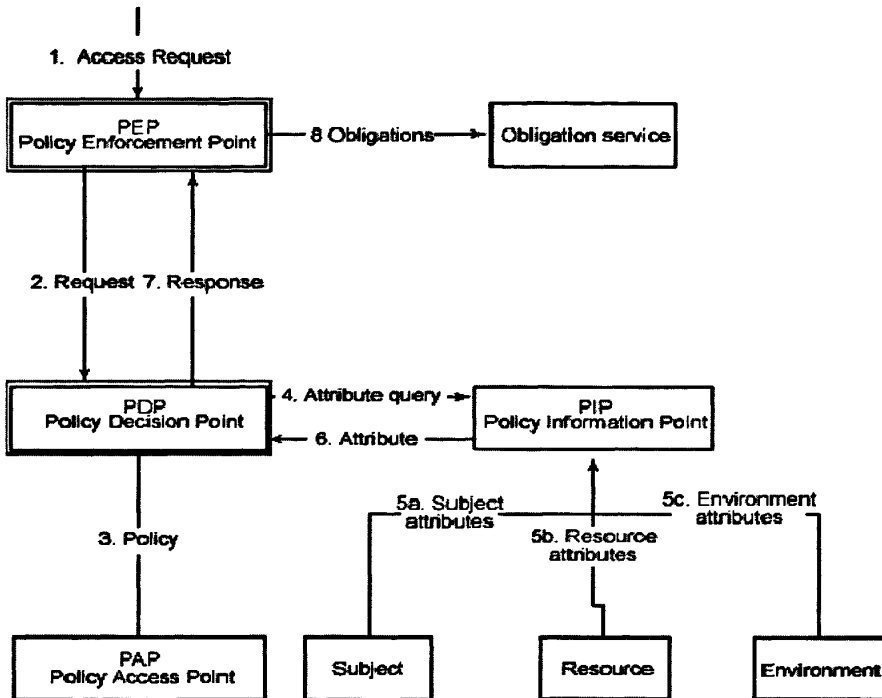 1. Access Request
PEP
Policy Enforcement Point
8 Obligations
Obligation service
2. Request
7. Response
PDP
Policy Decision Point
4. Attribute query
6. Attribute
PIP
Policy Information Point
3. Policy
5a. Subject
attributes
5b. Resource
attributes
5c. Environment
attributes
PAP
Policy Access Point
Subject
Resource
Environment